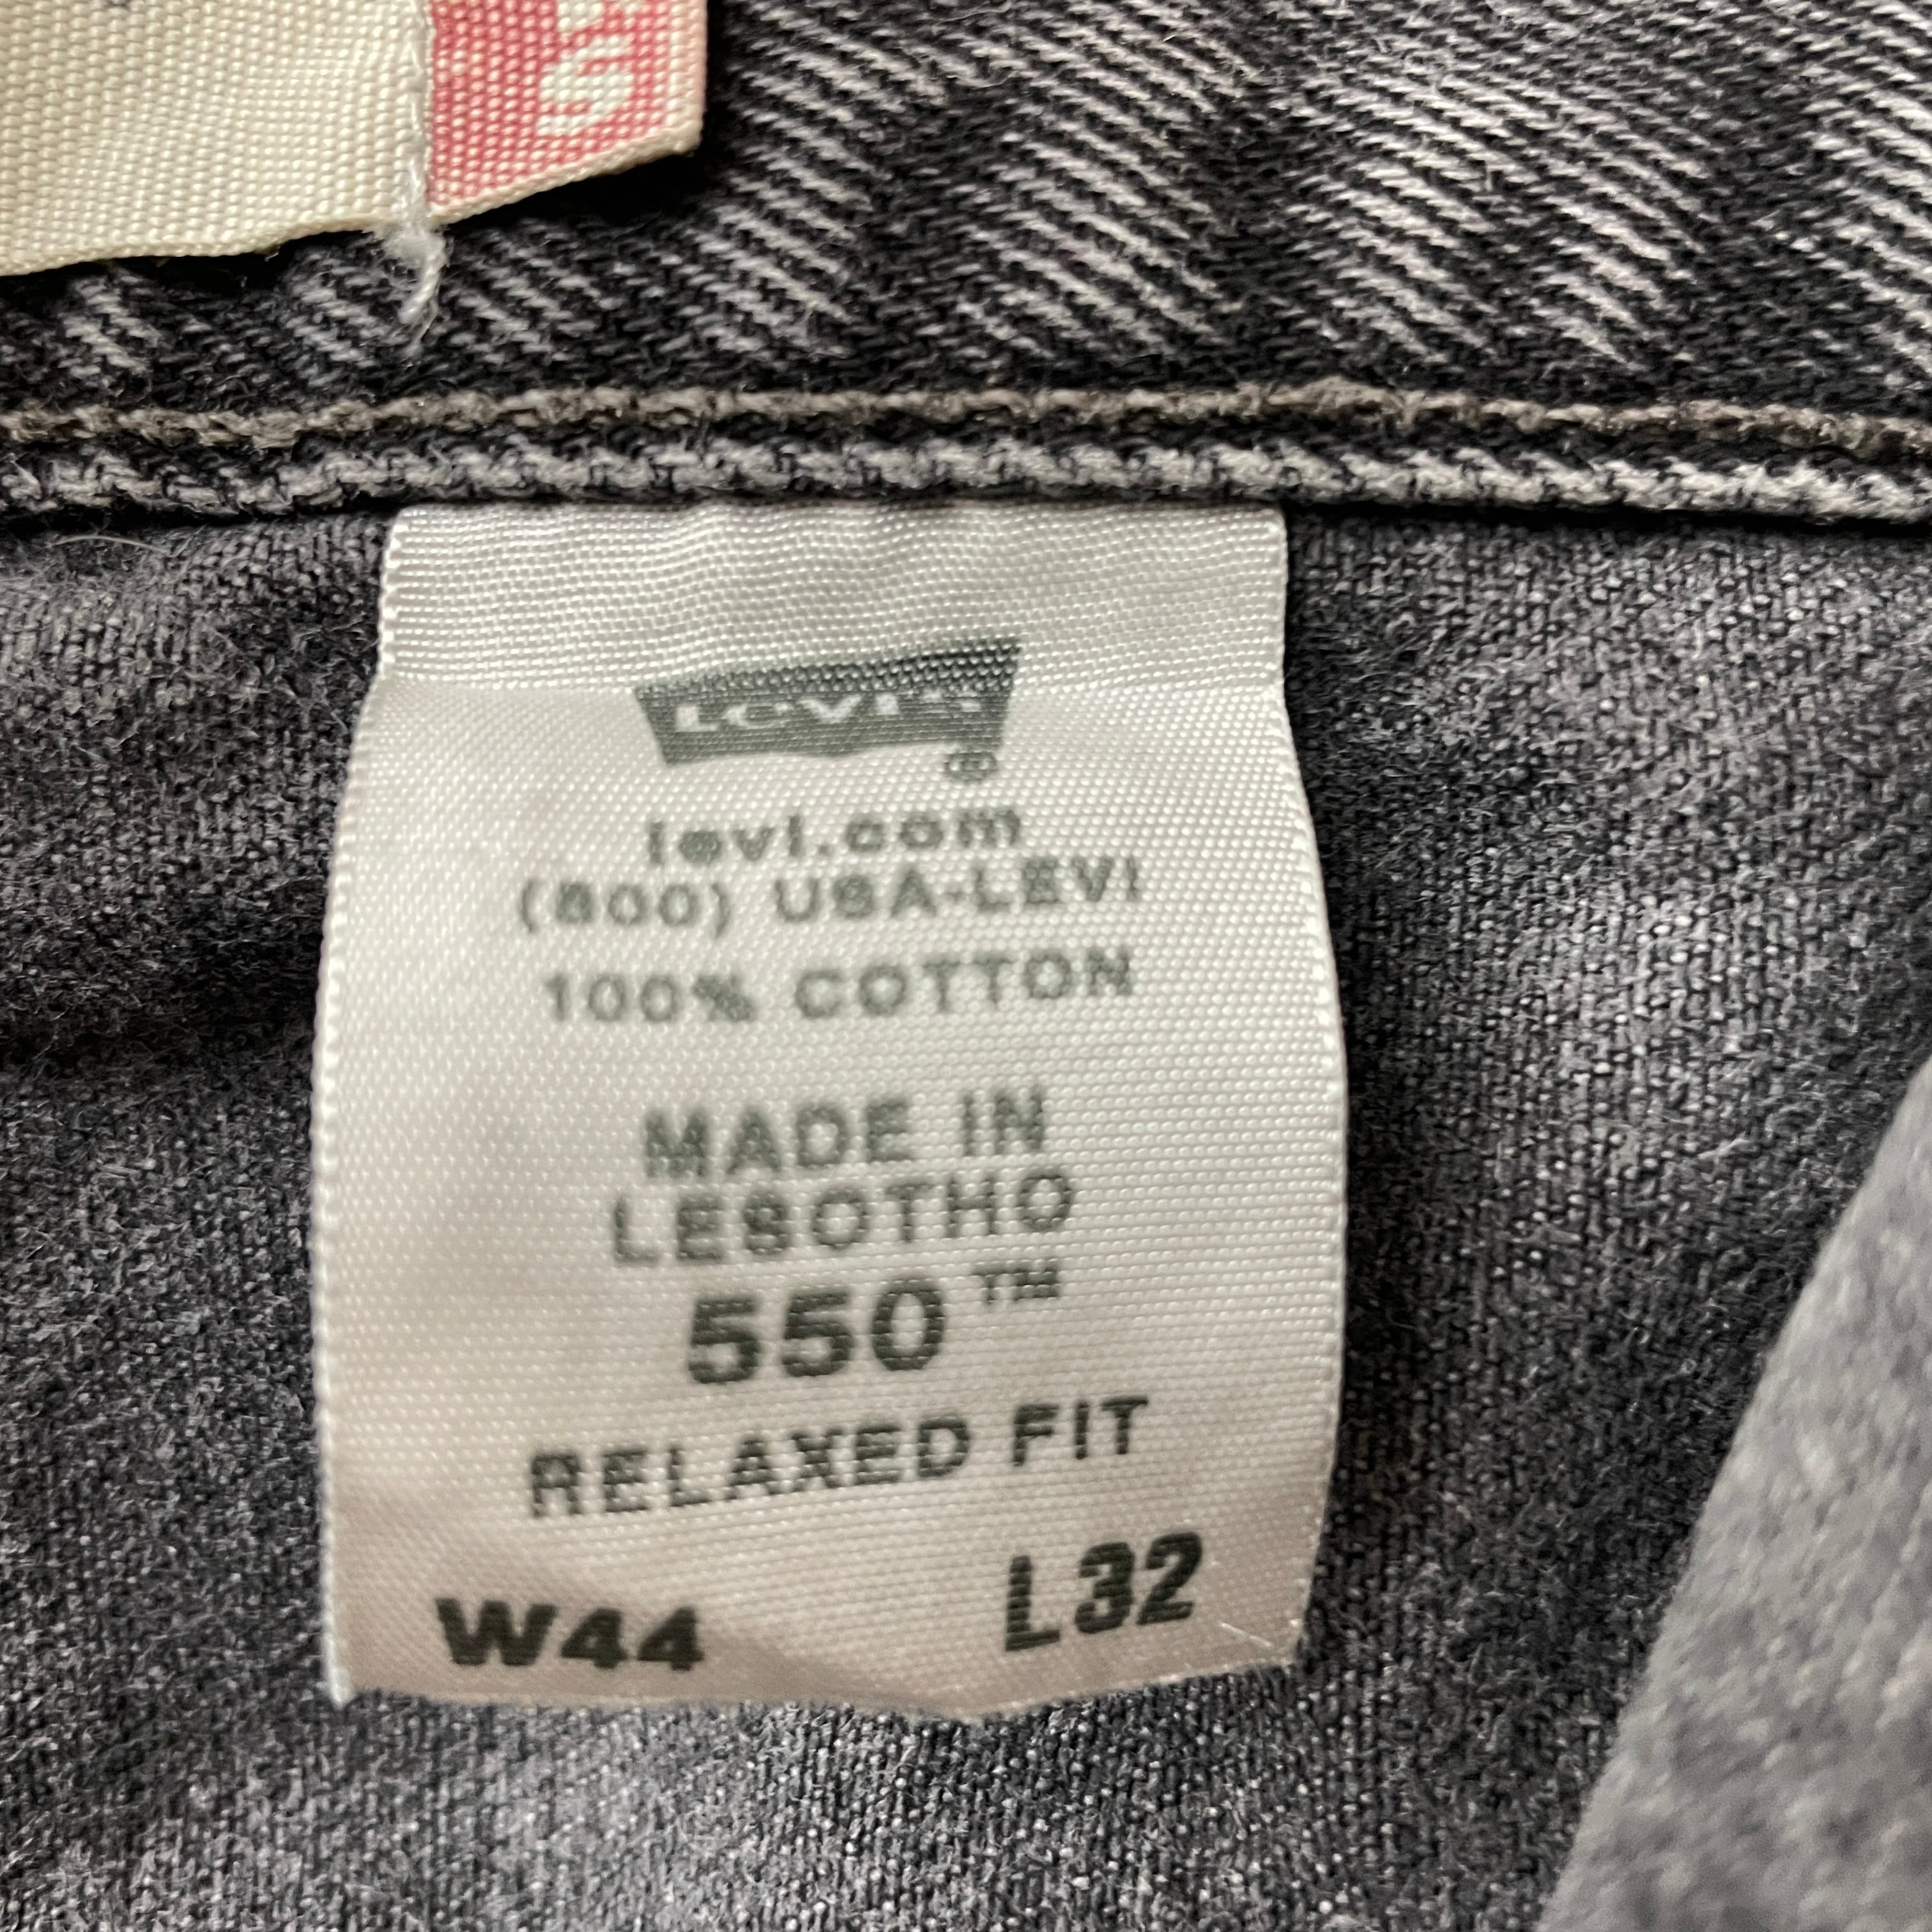 LEVI'S
®
levi.com
(800) USA-LEVI
100% COTTON
MADE IN
LESOTHO
550™
RELAXED FIT
W44 L32